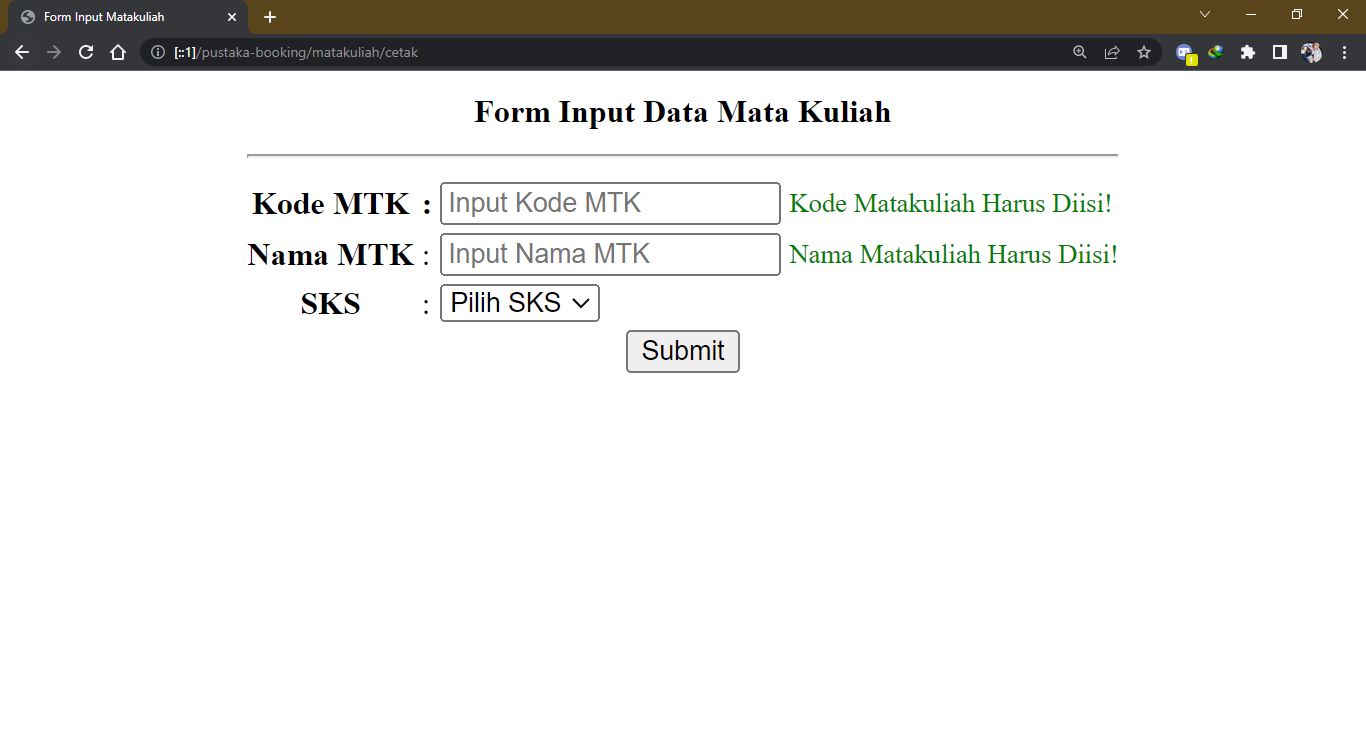 Form Input Matakuliah
[::1]/pustaka-booking/matakuliah/cetak
Form Input Data Mata Kuliah
Kode MTK : Input Kode MTK Kode Matakuliah Harus Diisi!
Nama MTK : Input Nama MTK Nama Matakuliah Harus Diisi!
SKS : Pilih SKS
Submit